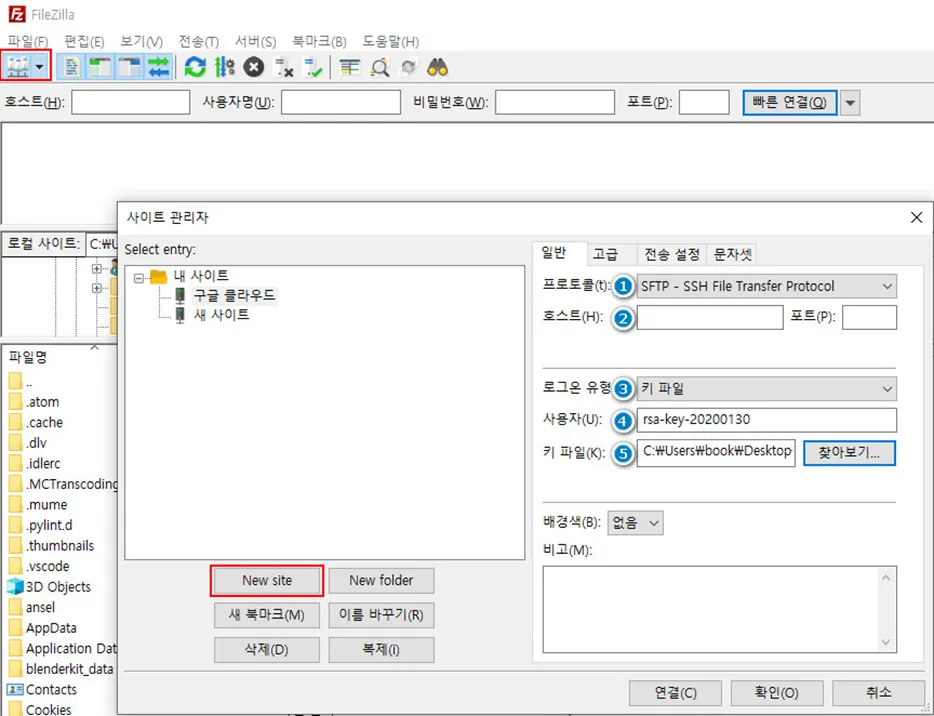 FileZilla
파일(F) 편집(E) 보기(V) 전송(T) 서버(S) 북마크(B) 도움말(H)
호스트(H): 사용자명(U): 비밀번호(W): 포트(P): 빠른 연결(Q)
로컬 사이트: C:\U
파일명
..
.atom
.cache
.dlv
.idlerc
.MCTranscoding
.mume
.pylint.d
.thumbnails
.vscode
3D Objects
ansel
AppData
Application Dat
blenderkit_data
Contacts
Cookies
사이트 관리자
Select entry:
내 사이트
구글 클라우드
새 사이트
New site New folder
새 북마크(M) 이름 바꾸기(R)
삭제(D) 복제(i)
일반 고급 전송 설정 문자셋
프로토콜(t): 1 SFTP - SSH File Transfer Protocol
호스트(H): 2 포트(P):
로그온 유형 3 키 파일
사용자(U): 4 rsa-key-20200130
키 파일(K): 5 C:\Users\book\Desktop 찾아보기...
배경색(B): 없음
비고(M):
연결(C) 확인(O) 취소